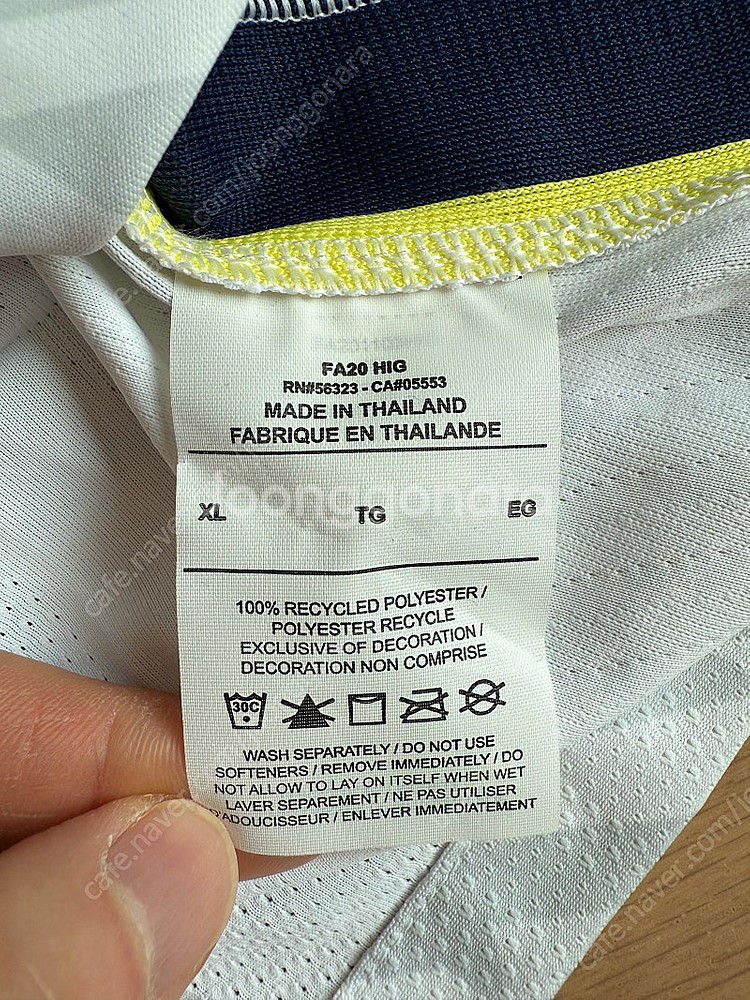 FA20 HIG
RN#56323 - CA#05553
MADE IN THAILAND
FABRIQUE EN THAILANDE
XL TG EG
100% RECYCLED POLYESTER /
POLYESTER RECYCLE
EXCLUSIVE OF DECORATION /
DECORATION NON COMPRISE
30C
WASH SEPARATELY / DO NOT USE
SOFTENERS / REMOVE IMMEDIATELY / DO
NOT ALLOW TO LAY ON ITSELF WHEN WET
LAVER SEPAREMENT / NE PAS UTILISER
D'ADOUCISSEUR / ENLEVER IMMEDIATEMENT